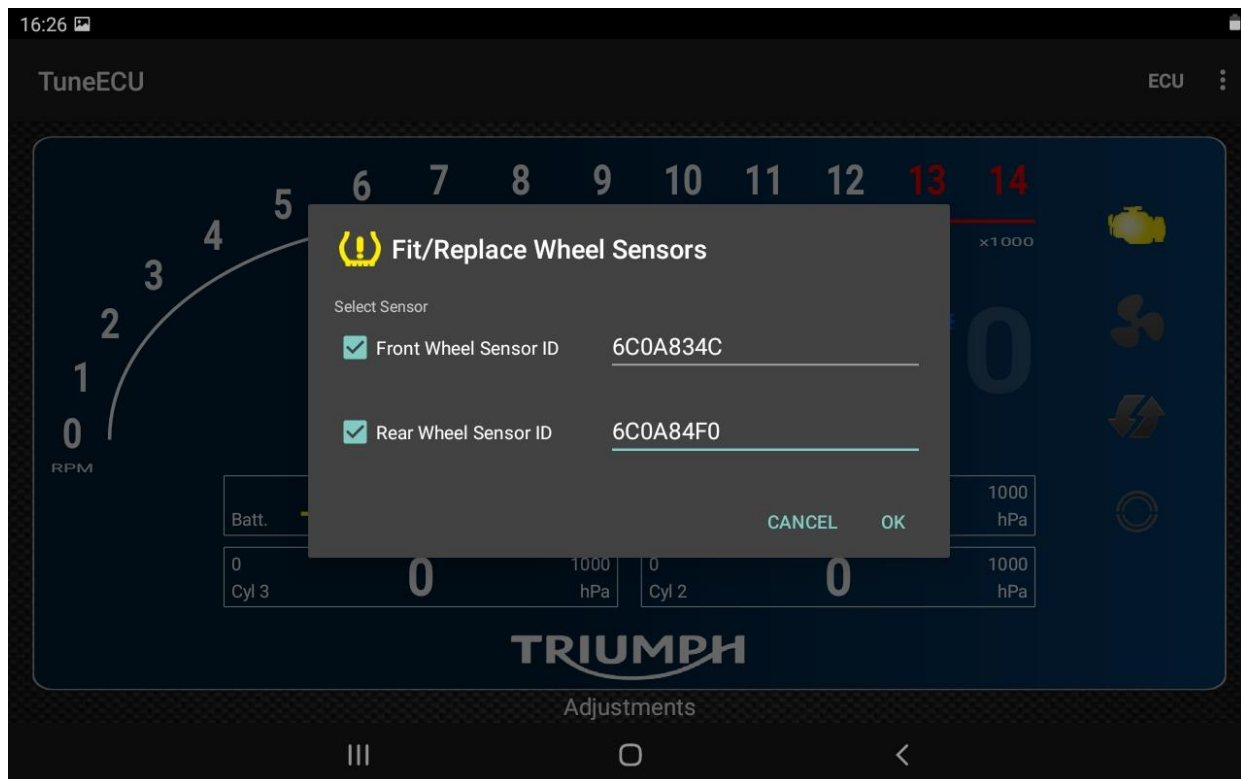 16:26
TuneECU ECU
0 1 2 3 4 5 6 7 8 9 10 11 12 13 14
x1000
RPM
Fit/Replace Wheel Sensors
Select Sensor
Front Wheel Sensor ID 6C0A834C
Rear Wheel Sensor ID 6C0A84F0
CANCEL OK
0
Batt.
1000
hPa
0 0 1000
Cyl 3 hPa
0 0 1000
Cyl 2 hPa
TRIUMPH
Adjustments